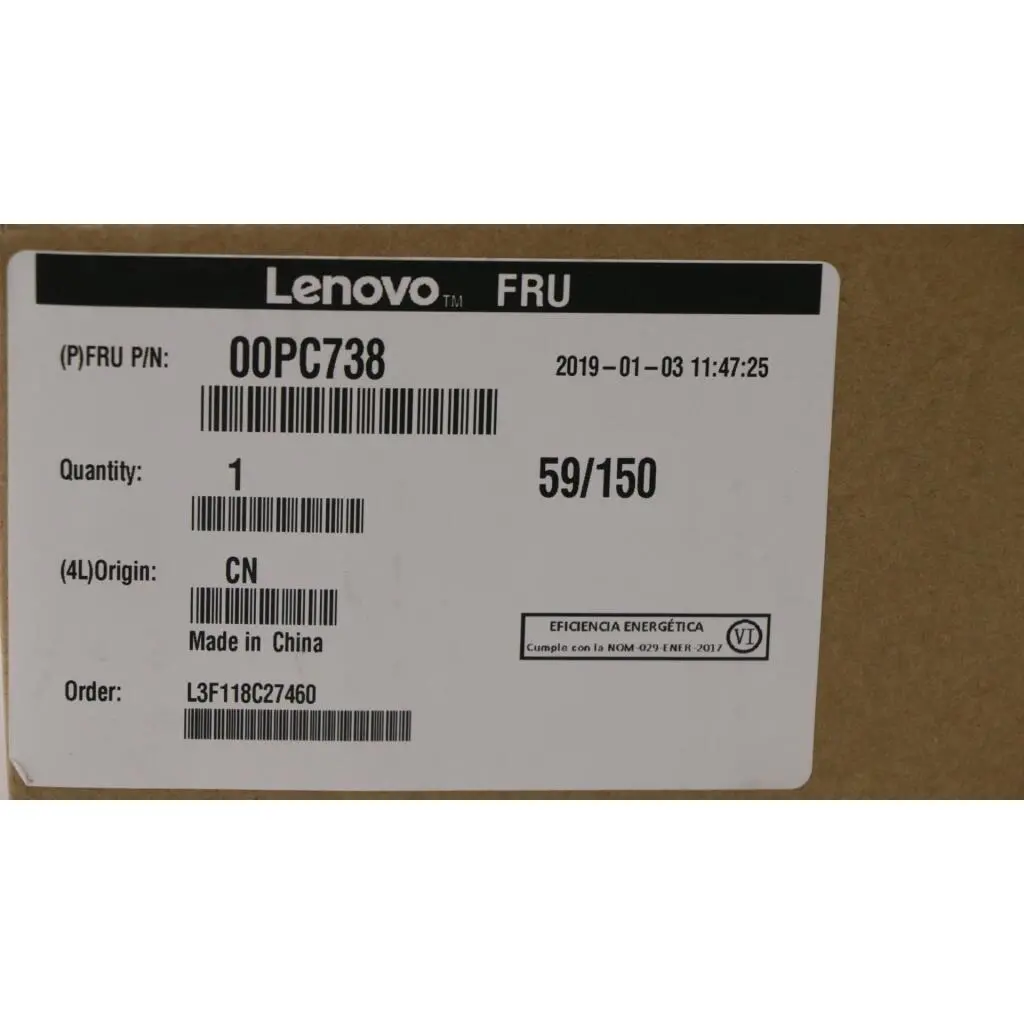 Lenovo™ FRU
(P)FRU P/N: 00PC738 2019-01-03 11:47:25
Quantity: 1 59/150
(4L)Origin: CN
Made in China
EFICIENCIA ENERGÉTICA
Cumple con la NOM-029-ENER-2017 VI
Order: L3F118C27460